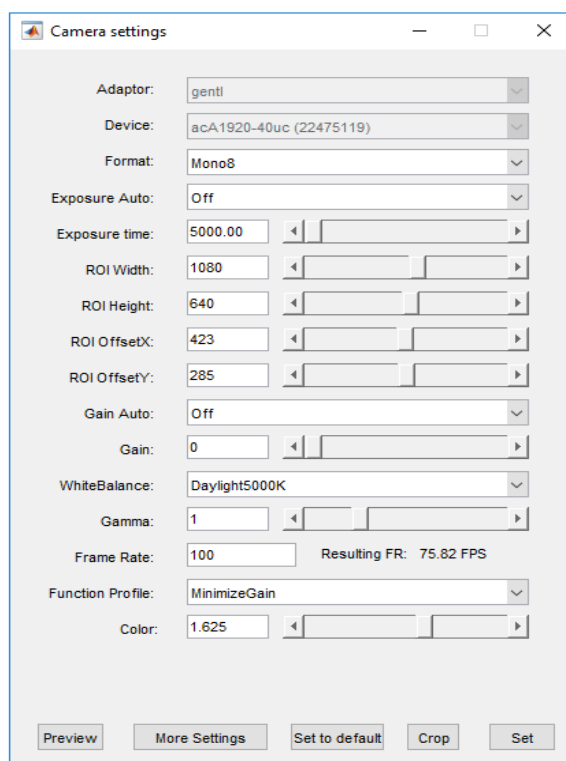 Camera settings
Adaptor: gentl
Device: acA1920-40uc (22475119)
Format: Mono8
Exposure Auto: Off
Exposure time: 5000.00
ROI Width: 1080
ROI Height: 640
ROI OffsetX: 423
ROI OffsetY: 285
Gain Auto: Off
Gain: 0
WhiteBalance: Daylight5000K
Gamma: 1
Frame Rate: 100 Resulting FR: 75.82 FPS
Function Profile: MinimizeGain
Color: 1.625
Preview More Settings Set to default Crop Set